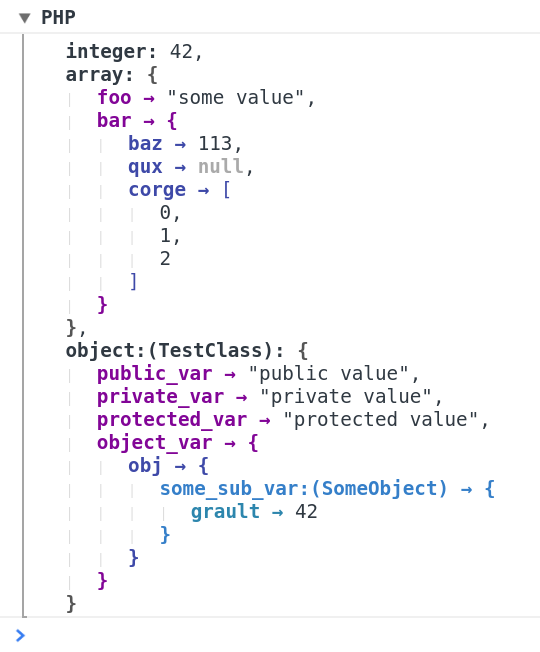 ▼ PHP
integer: 42,
array: {
foo → "some value",
bar → {
baz → 113,
qux → null,
corge → [
0,
1,
2
]
}
},
object:(TestClass): {
public_var → "public value",
private_var → "private value",
protected_var → "protected value",
object_var → {
obj → {
some_sub_var:(SomeObject) → {
grault → 42
}
}
}
}